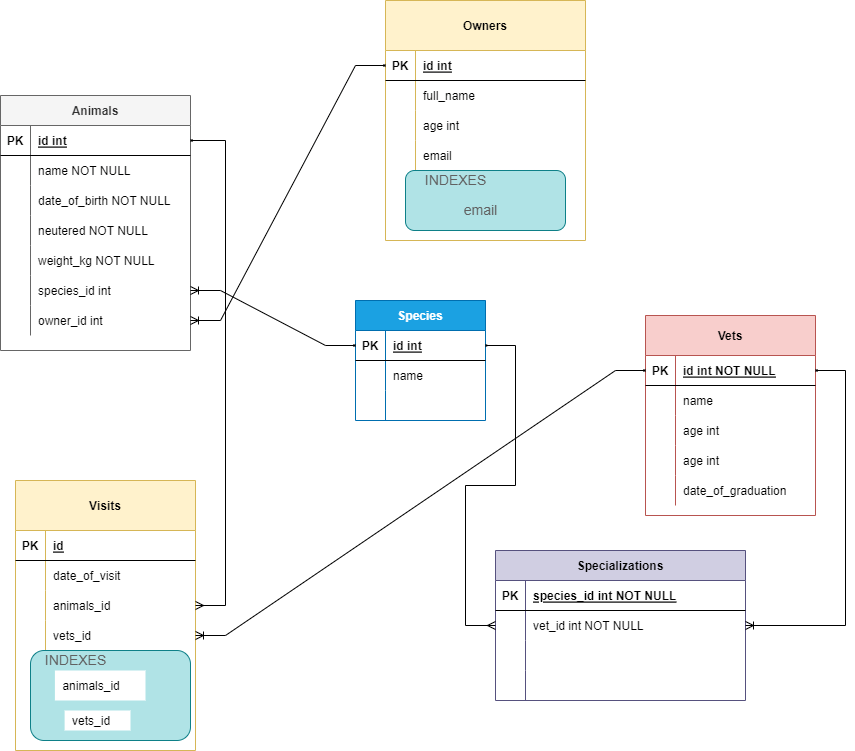 Owners
PK id int
full_name
age int
email
INDEXES
email
Animals
PK id int
name NOT NULL
date_of_birth NOT NULL
neutered NOT NULL
weight_kg NOT NULL
species_id int
owner_id int
Species
PK id int
name
Vets
PK id int NOT NULL
name
age int
age int
date_of_graduation
Visits
PK id
date_of_visit
animals_id
vets_id
INDEXES
animals_id
vets_id
Specializations
PK species_id int NOT NULL
vet_id int NOT NULL